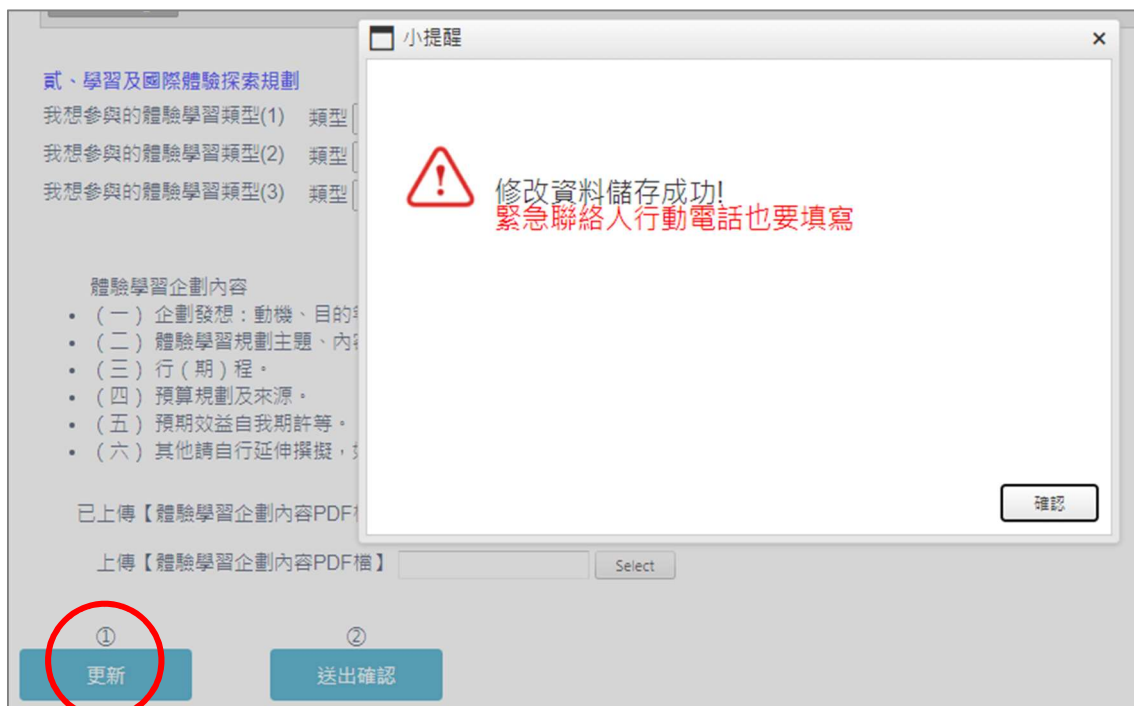 小提醒
修改資料儲存成功!
緊急聯絡人行動電話也要填寫
確認
貳、學習及國際體驗探索規劃
我想參與的體驗學習類型(1) 類型
我想參與的體驗學習類型(2) 類型
我想參與的體驗學習類型(3) 類型
體驗學習企劃內容
• (一) 企劃發想:動機、目的
• (二) 體驗學習規劃主題、內
• (三) 行(期)程。
• (四) 預算規劃及來源。
• (五) 預期效益自我期許等。
• (六) 其他請自行延伸撰擬,
已上傳【體驗學習企劃內容PDF
上傳【體驗學習企劃內容PDF檔】 Select
① ②
更新 送出確認